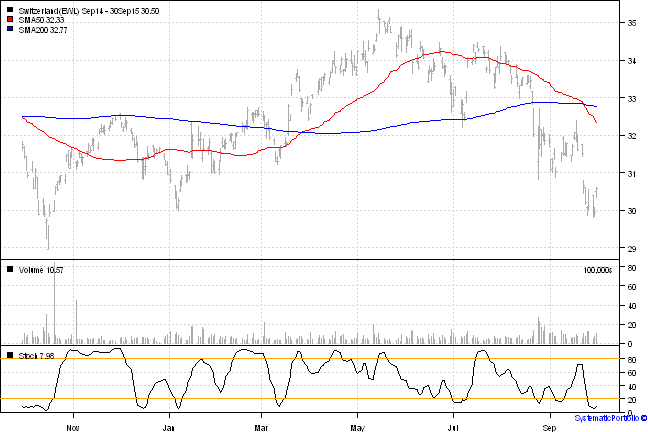 Switzerland(EWL) Sep14 - 30Sep15 30.50
SMA50 32.33
SMA200 32.77
35
34
33
32
31
30
29
Volume 10.57
100,000s
80
60
40
20
0
Stoch 7.98
80
60
40
20
0
Nov
Jan
Mar
May
Jul
Sep
SystematicPortfolio ©